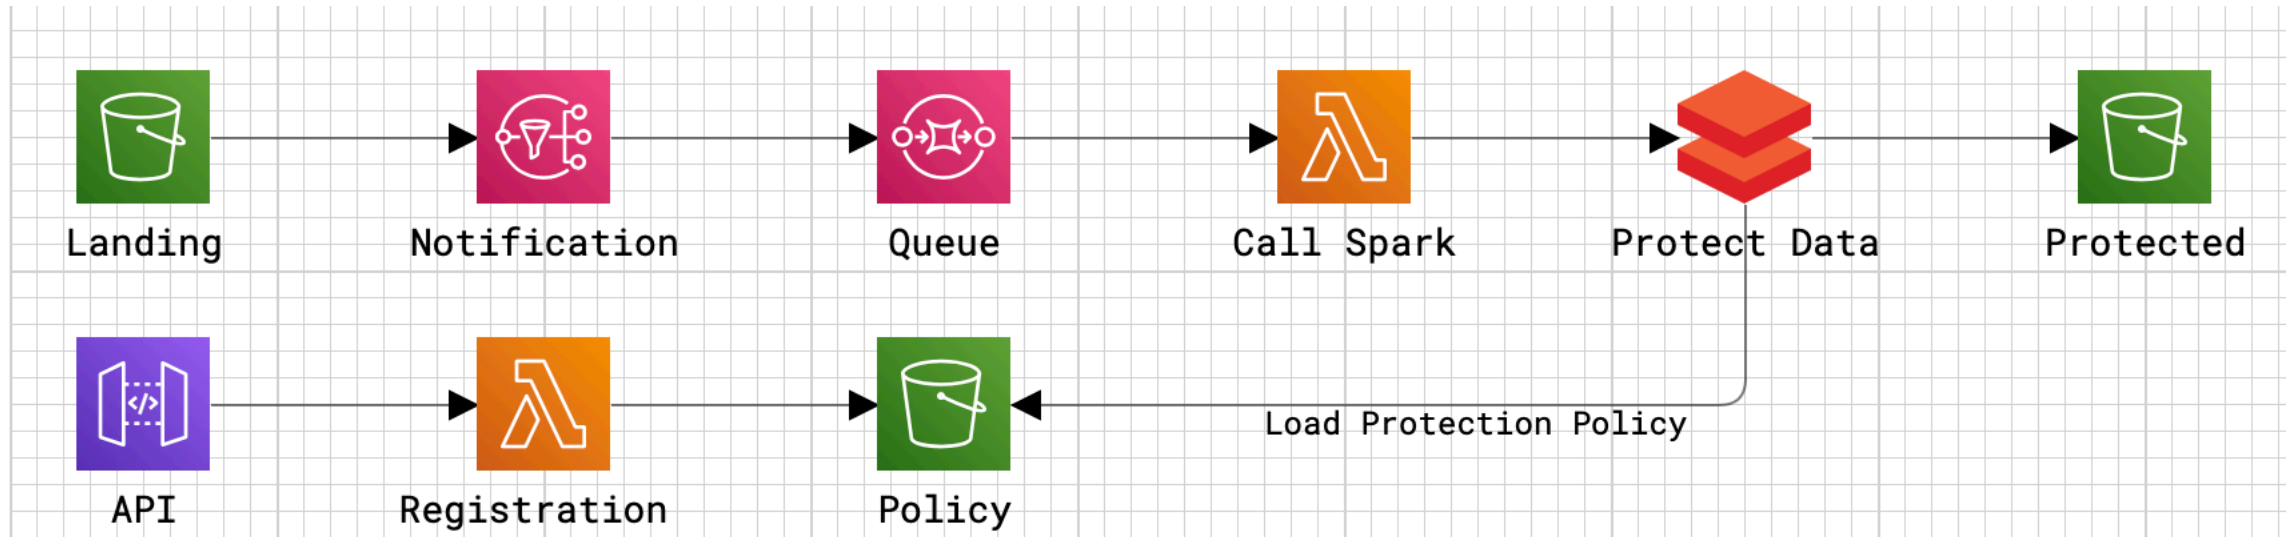 Landing
Notification
Queue
Call Spark
Protect Data
Protected
Load Protection Policy
</>
API
Registration
Policy